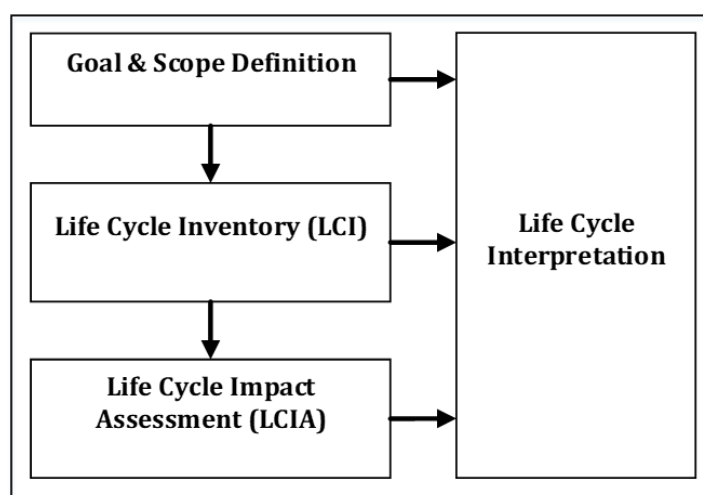 Goal & Scope Definition
Life Cycle Inventory (LCI)
Life Cycle Impact
Assessment (LCIA)
Life Cycle
Interpretation